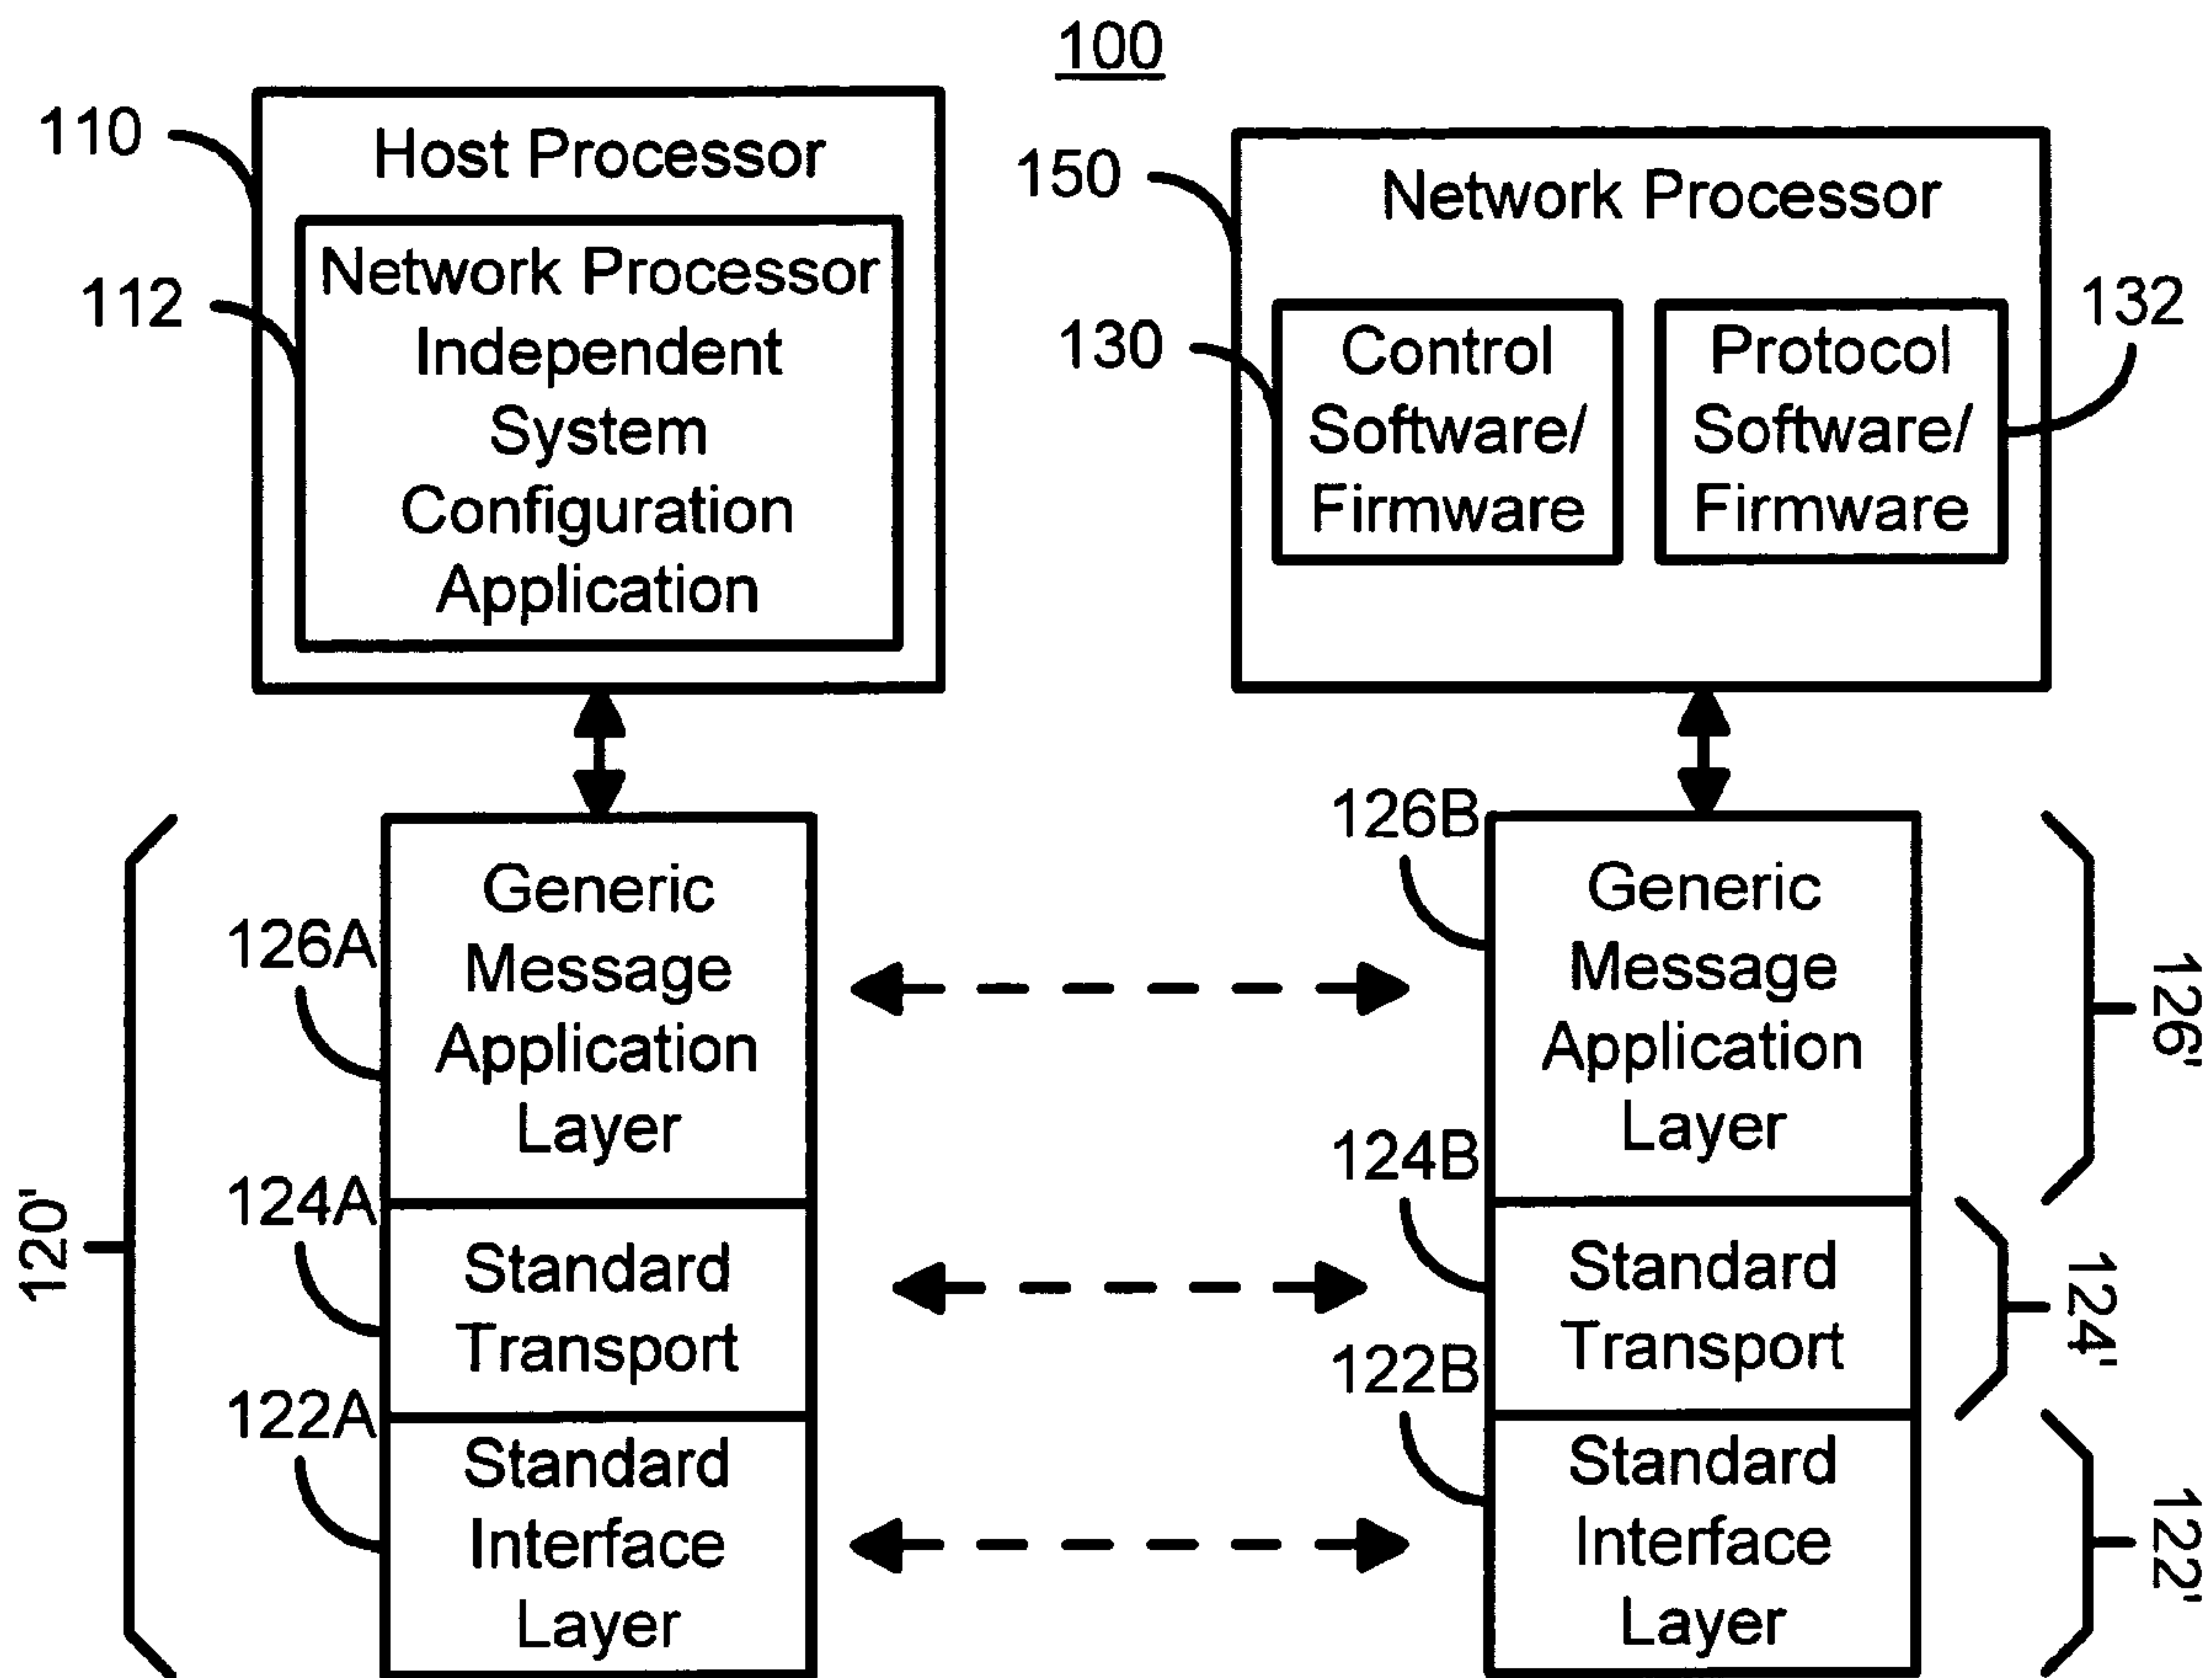 100
110
Host Processor
112
Network Processor
Independent
System
Configuration
Application
150
Network Processor
130
Control
Software/
Firmware
132
Protocol
Software/
Firmware
120'
126A
Generic
Message
Application
Layer
124A
Standard
Transport
122A
Standard
Interface
Layer
126B
Generic
Message
Application
Layer
124B
Standard
Transport
122B
Standard
Interface
Layer
126'
124'
122'